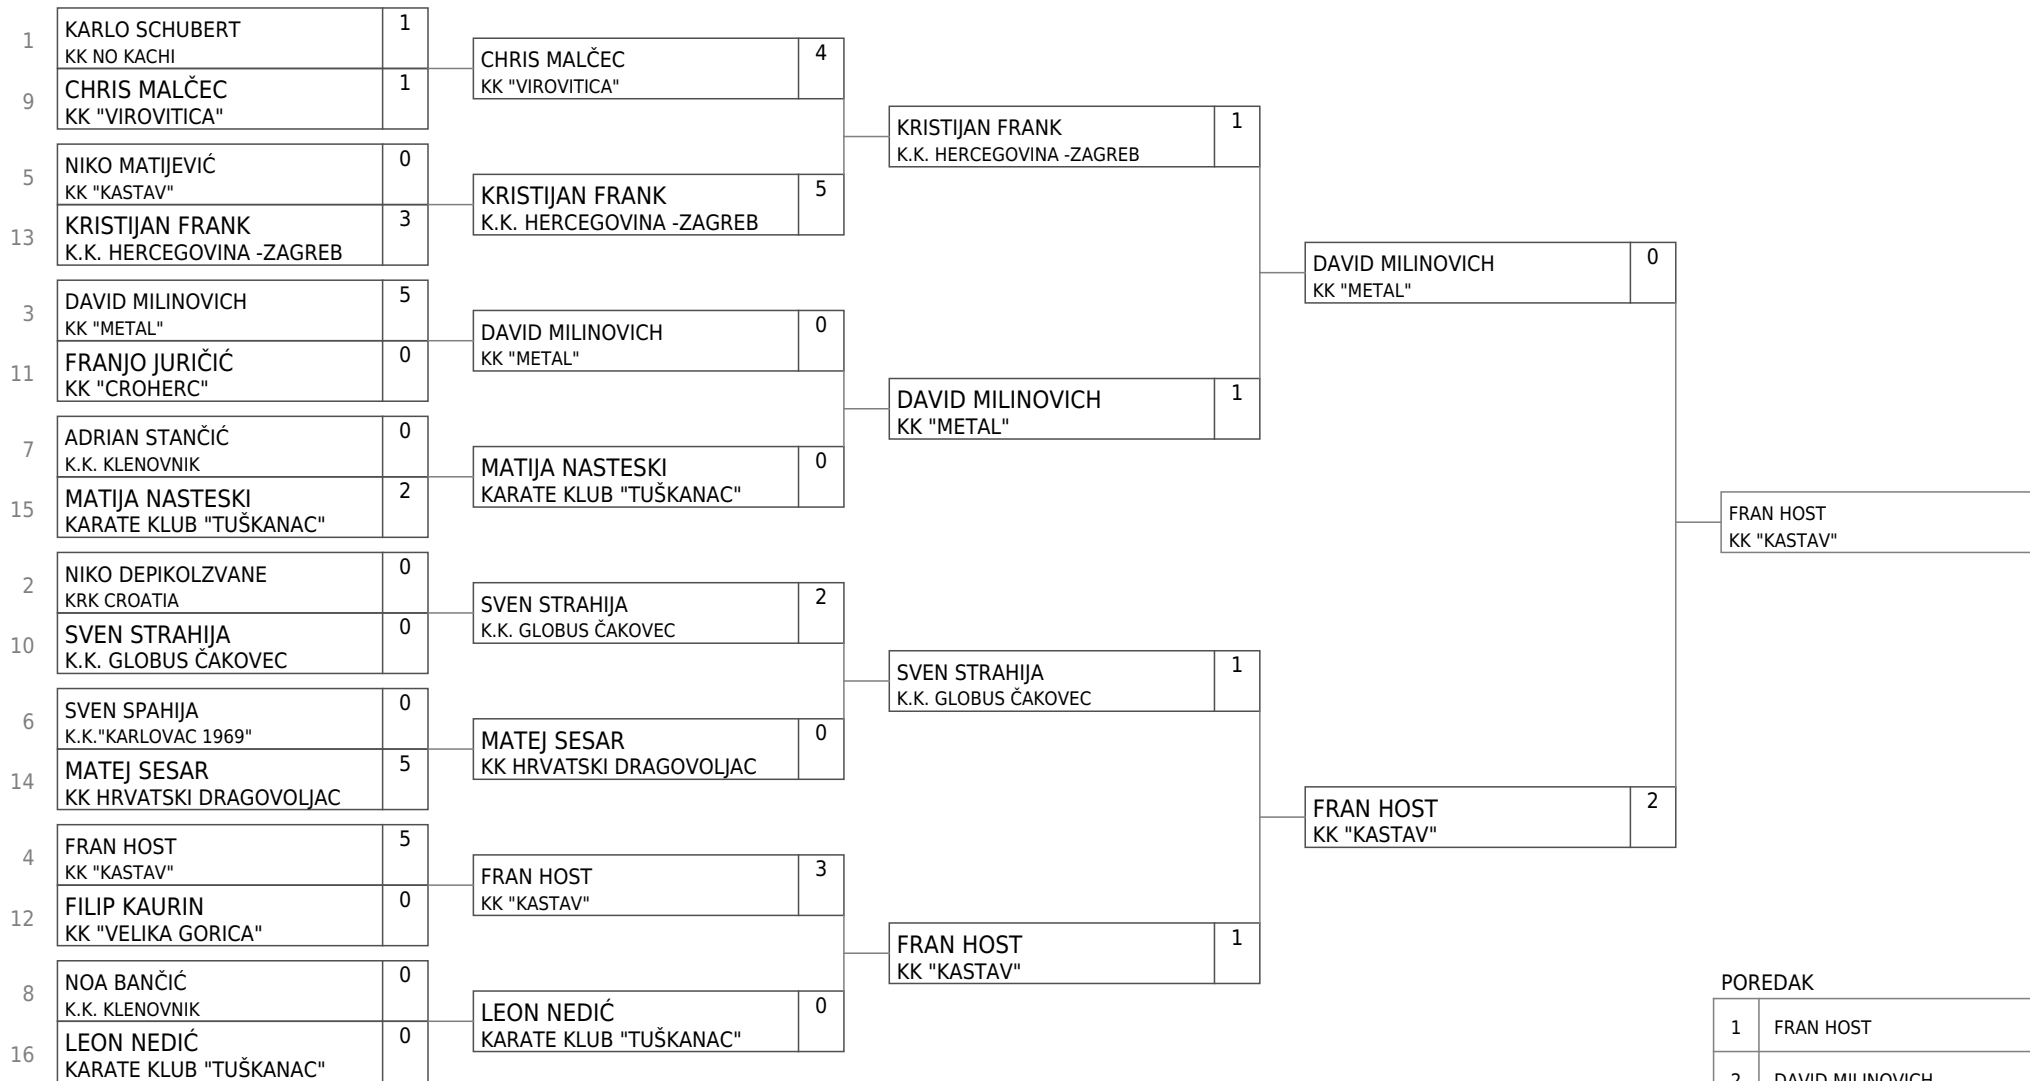 1
KARLO SCHUBERT
KK NO KACHI
1
9
CHRIS MALČEC
KK "VIROVITICA"
1
5
NIKO MATIJEVIĆ
KK "KASTAV"
0
13
KRISTIJAN FRANK
K.K. HERCEGOVINA -ZAGREB
3
3
DAVID MILINOVICH
KK "METAL"
5
11
FRANJO JURIČIĆ
KK "CROHERC"
0
7
ADRIAN STANČIĆ
K.K. KLENOVNIK
0
15
MATIJA NASTESKI
KARATE KLUB "TUŠKANAC"
2
2
NIKO DEPIKOLZVANE
KRK CROATIA
0
10
SVEN STRAHIJA
K.K. GLOBUS ČAKOVEC
0
6
SVEN SPAHIJA
K.K."KARLOVAC 1969"
0
14
MATEJ SESAR
KK HRVATSKI DRAGOVOLJAC
5
4
FRAN HOST
KK "KASTAV"
5
12
FILIP KAURIN
KK "VELIKA GORICA"
0
8
NOA BANČIĆ
K.K. KLENOVNIK
0
16
LEON NEDIĆ
KARATE KLUB "TUŠKANAC"
0
CHRIS MALČEC
KK "VIROVITICA"
4
KRISTIJAN FRANK
K.K. HERCEGOVINA -ZAGREB
5
DAVID MILINOVICH
KK "METAL"
0
MATIJA NASTESKI
KARATE KLUB "TUŠKANAC"
0
SVEN STRAHIJA
K.K. GLOBUS ČAKOVEC
2
MATEJ SESAR
KK HRVATSKI DRAGOVOLJAC
0
FRAN HOST
KK "KASTAV"
3
LEON NEDIĆ
KARATE KLUB "TUŠKANAC"
0
KRISTIJAN FRANK
K.K. HERCEGOVINA -ZAGREB
1
DAVID MILINOVICH
KK "METAL"
1
SVEN STRAHIJA
K.K. GLOBUS ČAKOVEC
1
FRAN HOST
KK "KASTAV"
1
DAVID MILINOVICH
KK "METAL"
0
FRAN HOST
KK "KASTAV"
2
FRAN HOST
KK "KASTAV"
POREDAK
1 FRAN HOST
2 DAVID MILINOVICH